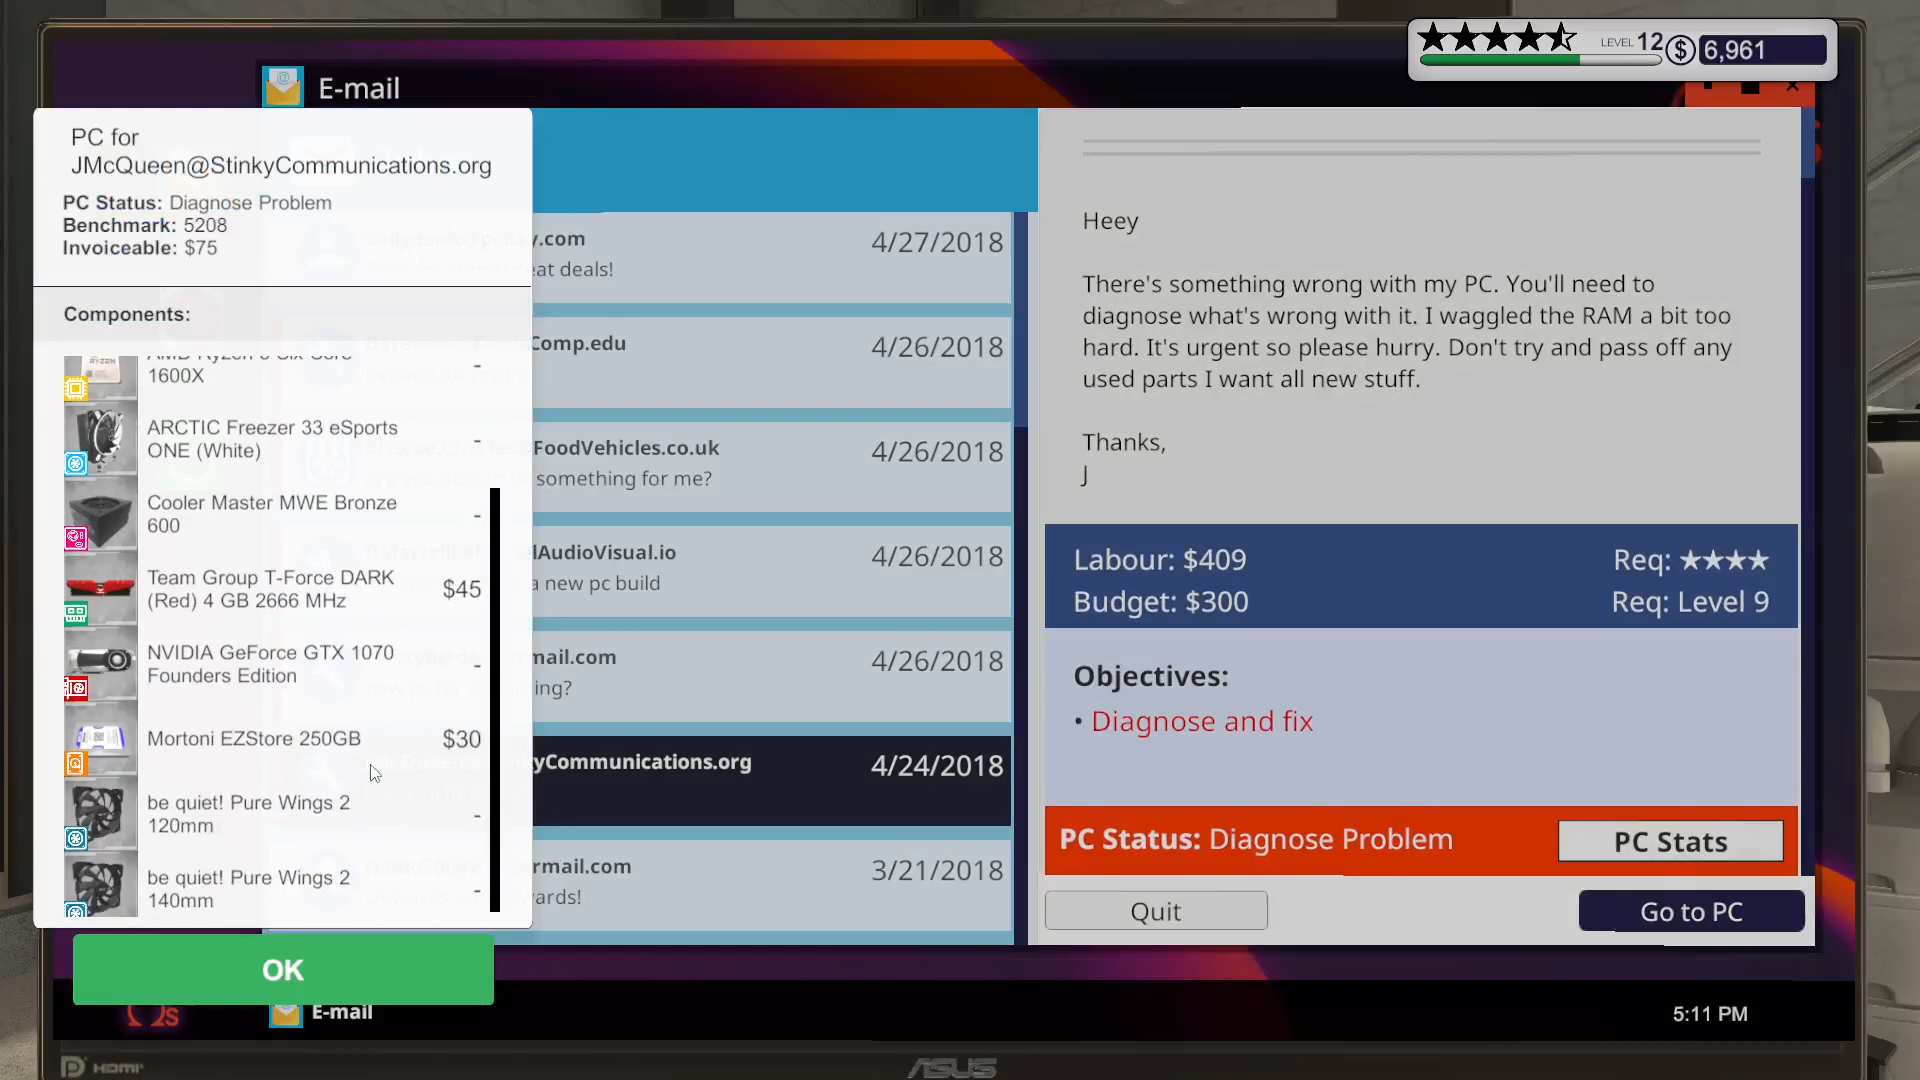 LEVEL 12
$ 6,961
E-mail
PC for
JMcQueen@StinkyCommunications.org
PC Status: Diagnose Problem
Benchmark: 5208
Invoiceable: $75
Components:
AMD Ryzen 5 Six-Core
1600X
-
ARCTIC Freezer 33 eSports
ONE (White)
-
Cooler Master MWE Bronze
600
-
Team Group T-Force DARK
(Red) 4 GB 2666 MHz
$45
NVIDIA GeForce GTX 1070
Founders Edition
-
Mortoni EZStore 250GB
$30
be quiet! Pure Wings 2
120mm
-
be quiet! Pure Wings 2
140mm
-
OK
y.com
4/27/2018
eat deals!
Comp.edu
4/26/2018
FoodVehicles.co.uk
4/26/2018
something for me?
lAudioVisual.io
4/26/2018
a new pc build
mail.com
4/26/2018
ing?
kyCommunications.org
4/24/2018
rmail.com
3/21/2018
ards!
Heey
There's something wrong with my PC. You'll need to
diagnose what's wrong with it. I waggled the RAM a bit too
hard. It's urgent so please hurry. Don't try and pass off any
used parts I want all new stuff.
Thanks,
J
Labour: $409
Req: ★★★★
Budget: $300
Req: Level 9
Objectives:
• Diagnose and fix
PC Status: Diagnose Problem
PC Stats
Quit
Go to PC
E-mail
5:11 PM
HDMI
ASUS